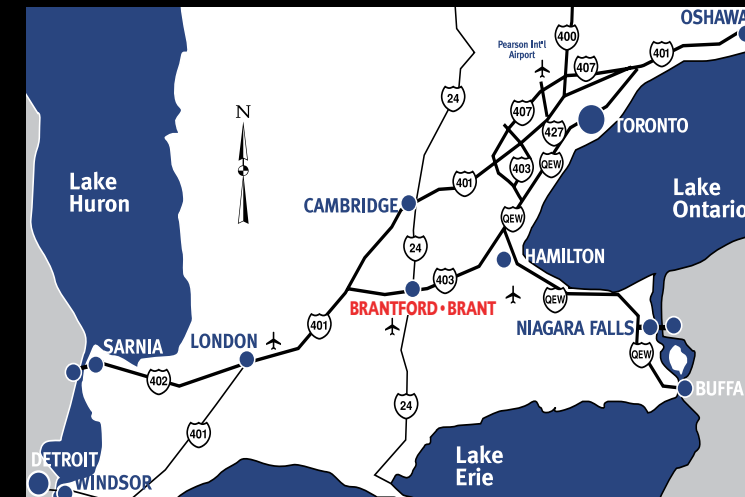 OSHAWA
400
Pearson Int'l
Airport
401
407
24
407
427
TORONTO
N
Lake
Huron
403
QEW
401
CAMBRIDGE
Lake
Ontario
QEW
24
HAMILTON
403
QEW
BRANTFORD • BRANT
401
NIAGARA FALLS
SARNIA
LONDON
QEW
402
BUFFA
24
401
Lake
Erie
DETROIT
WINDSOR